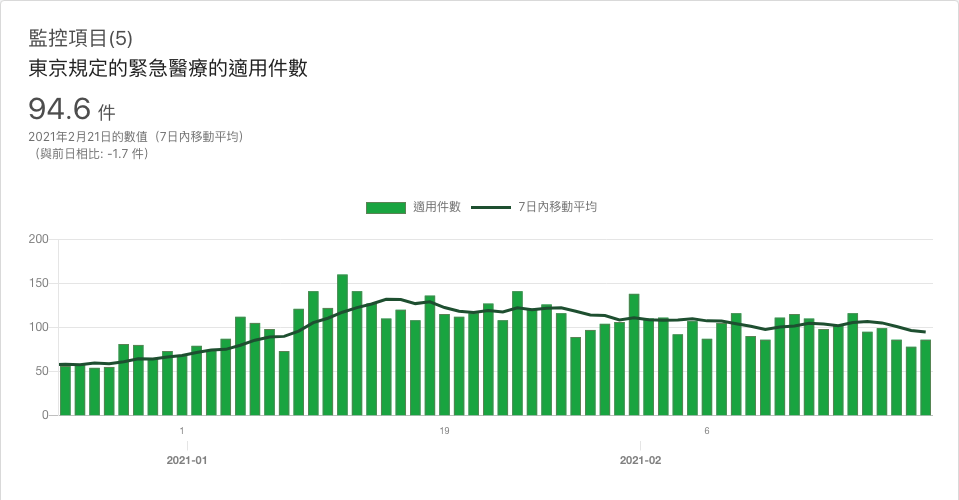 監控項目(5)
東京規定的緊急醫療的適用件數
94.6 件
2021年2月21日的數值（7日內移動平均）
（與前日相比: -1.7 件）
適用件數 7日內移動平均
200
150
100
50
0
1 19 6
2021-01 2021-02